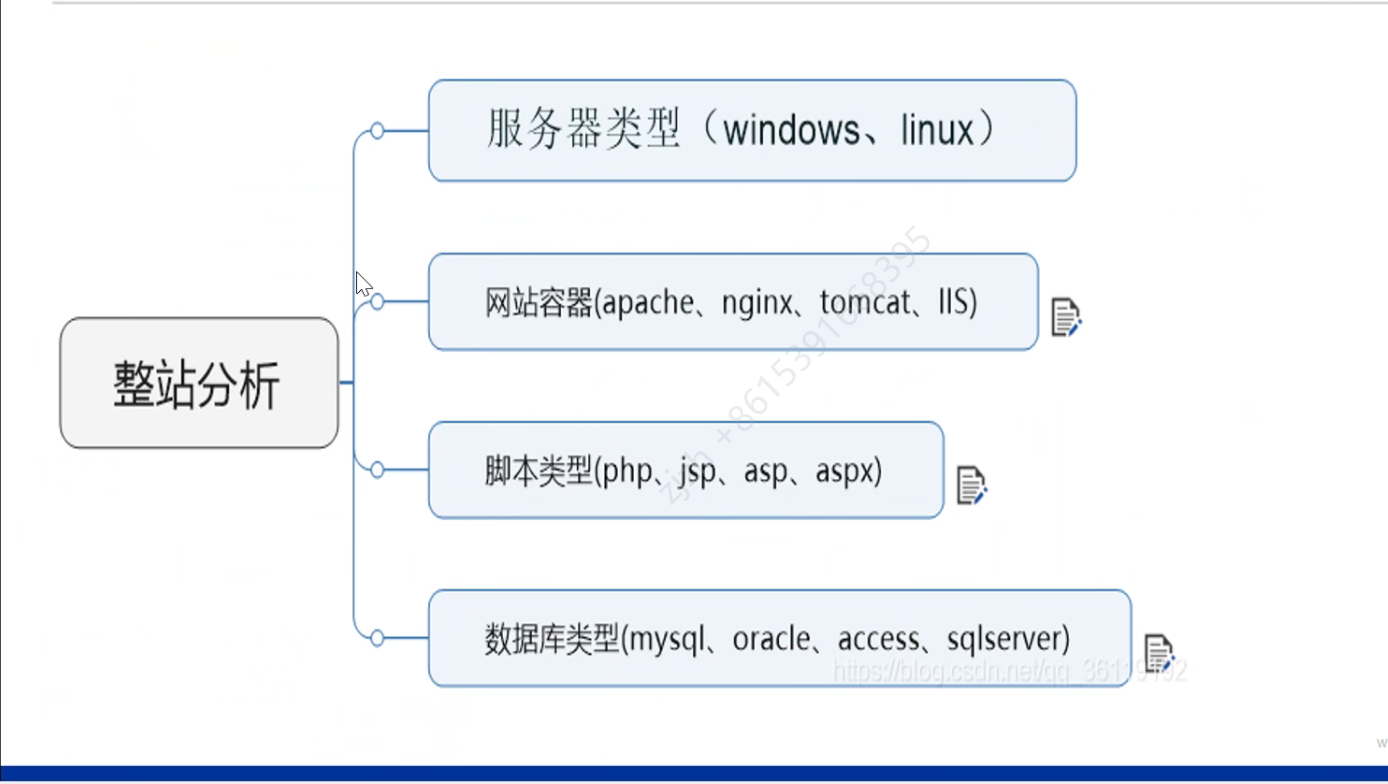 服务器类型（windows、linux）
网站容器(apache、nginx、tomcat、IIS)
整站分析
脚本类型(php、jsp、asp、aspx)
数据库类型(mysql、oracle、access、sqlserver)
https://blog.csdn.net/qq_36119192
w